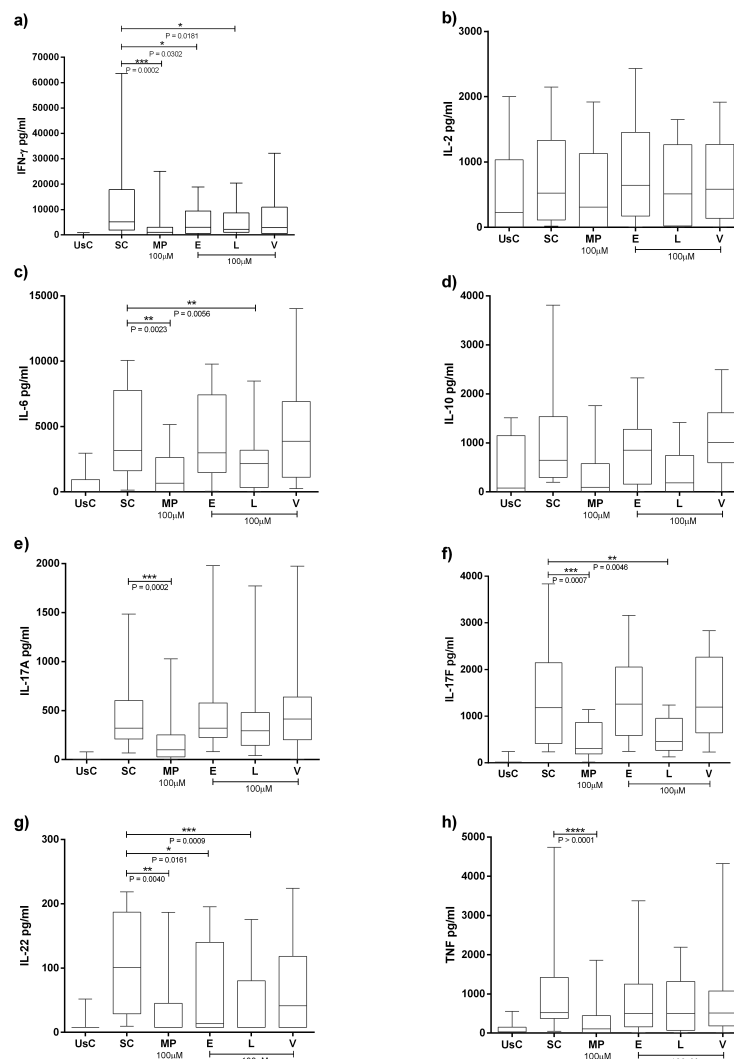 a)
*
P = 0.0181
*
P = 0.0302
***
P = 0.0002
70000
60000
50000
40000
30000
20000
10000
0
IFN-γ pg/ml
UsC SC MP E L V
100µM 100µM
b)
3000
2000
1000
0
IL-2 pg/ml
UsC SC MP E L V
100µM 100µM
c)
**
P = 0.0056
**
P = 0.0023
15000
10000
5000
0
IL-6 pg/ml
UsC SC MP E L V
100µM 100µM
d)
4000
3000
2000
1000
0
IL-10 pg/ml
UsC SC MP E L V
100µM 100µM
e)
***
P = 0.0002
2000
1500
1000
500
0
IL-17A pg/ml
UsC SC MP E L V
100µM 100µM
f)
**
P = 0.0046
***
P = 0.0007
4000
3000
2000
1000
0
IL-17F pg/ml
UsC SC MP E L V
100µM 100µM
g)
***
P = 0.0009
*
P = 0.0161
**
P = 0.0040
300
200
100
0
IL-22 pg/ml
UsC SC MP E L V
100µM
h)
****
P > 0.0001
5000
4000
3000
2000
1000
0
TNF pg/ml
UsC SC MP E L V
100µM